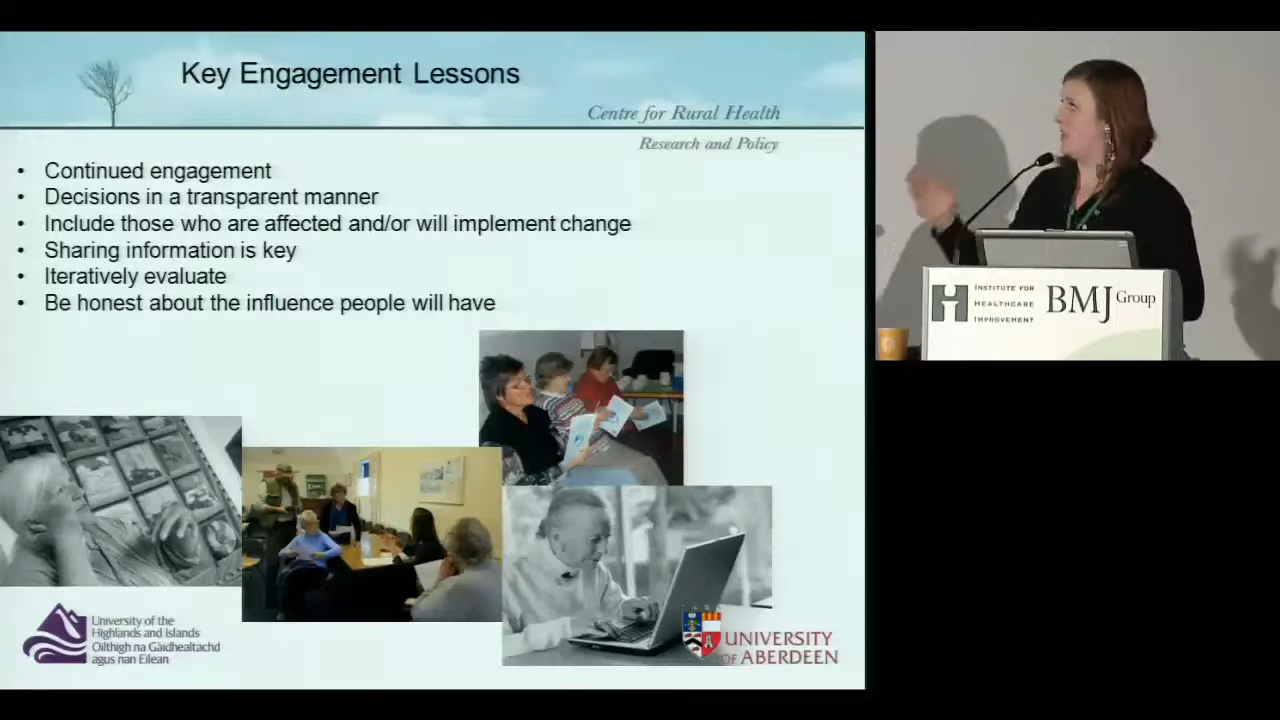 Key Engagement Lessons
Centre for Rural Health
Research and Policy
• Continued engagement
• Decisions in a transparent manner
• Include those who are affected and/or will implement change
• Sharing information is key
• Iteratively evaluate
• Be honest about the influence people will have
University of the
Highlands and Islands
Oilthigh na Gàidhealtachd
agus nan Eilean
UNIVERSITY
OF ABERDEEN
INSTITUTE FOR
HEALTHCARE
IMPROVEMENT
BMJ Group